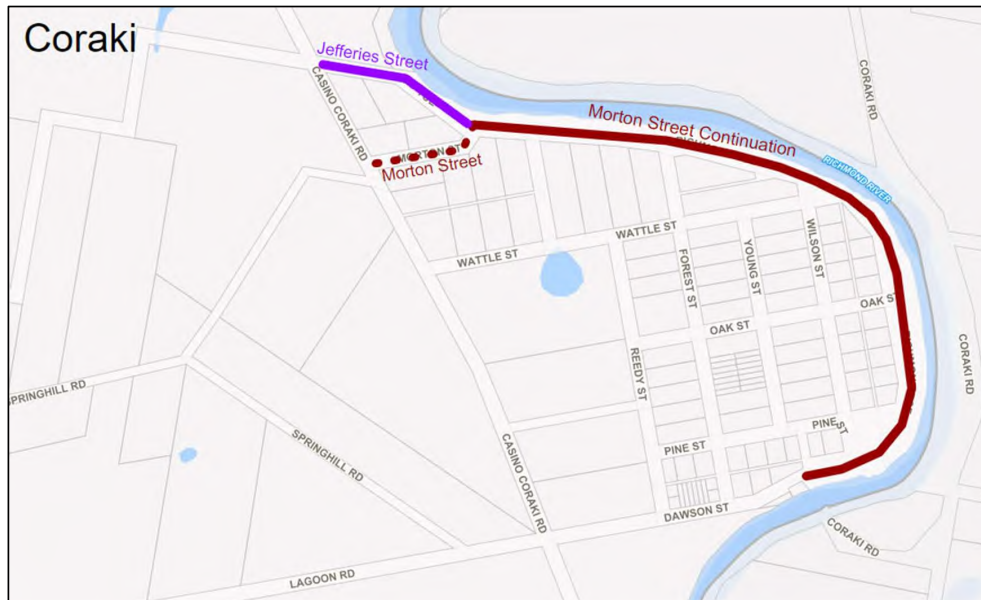 Coraki
Jefferies Street
CASINO CORAKI RD
CORAKI RD
Morton Street Continuation
MORTON ST
Morton Street
RICHMOND RIVER
WATTLE ST
WATTLE ST
FOREST ST
YOUNG ST
WILSON ST
OAK ST
OAK ST
REEDY ST
CORAKI RD
SPRINGHILL RD
SPRINGHILL RD
CASINO CORAKI RD
PINE ST
PINE ST
DAWSON ST
CORAKI RD
LAGOON RD